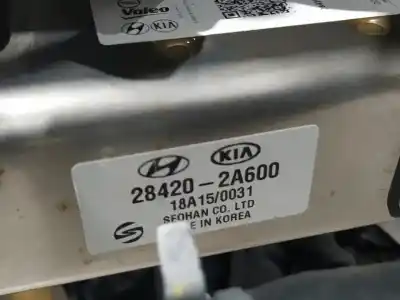 Valeo
KIA
KIA
28420-2A600
18A15/0031
SEOHAN CO. LTD
IN KOREA